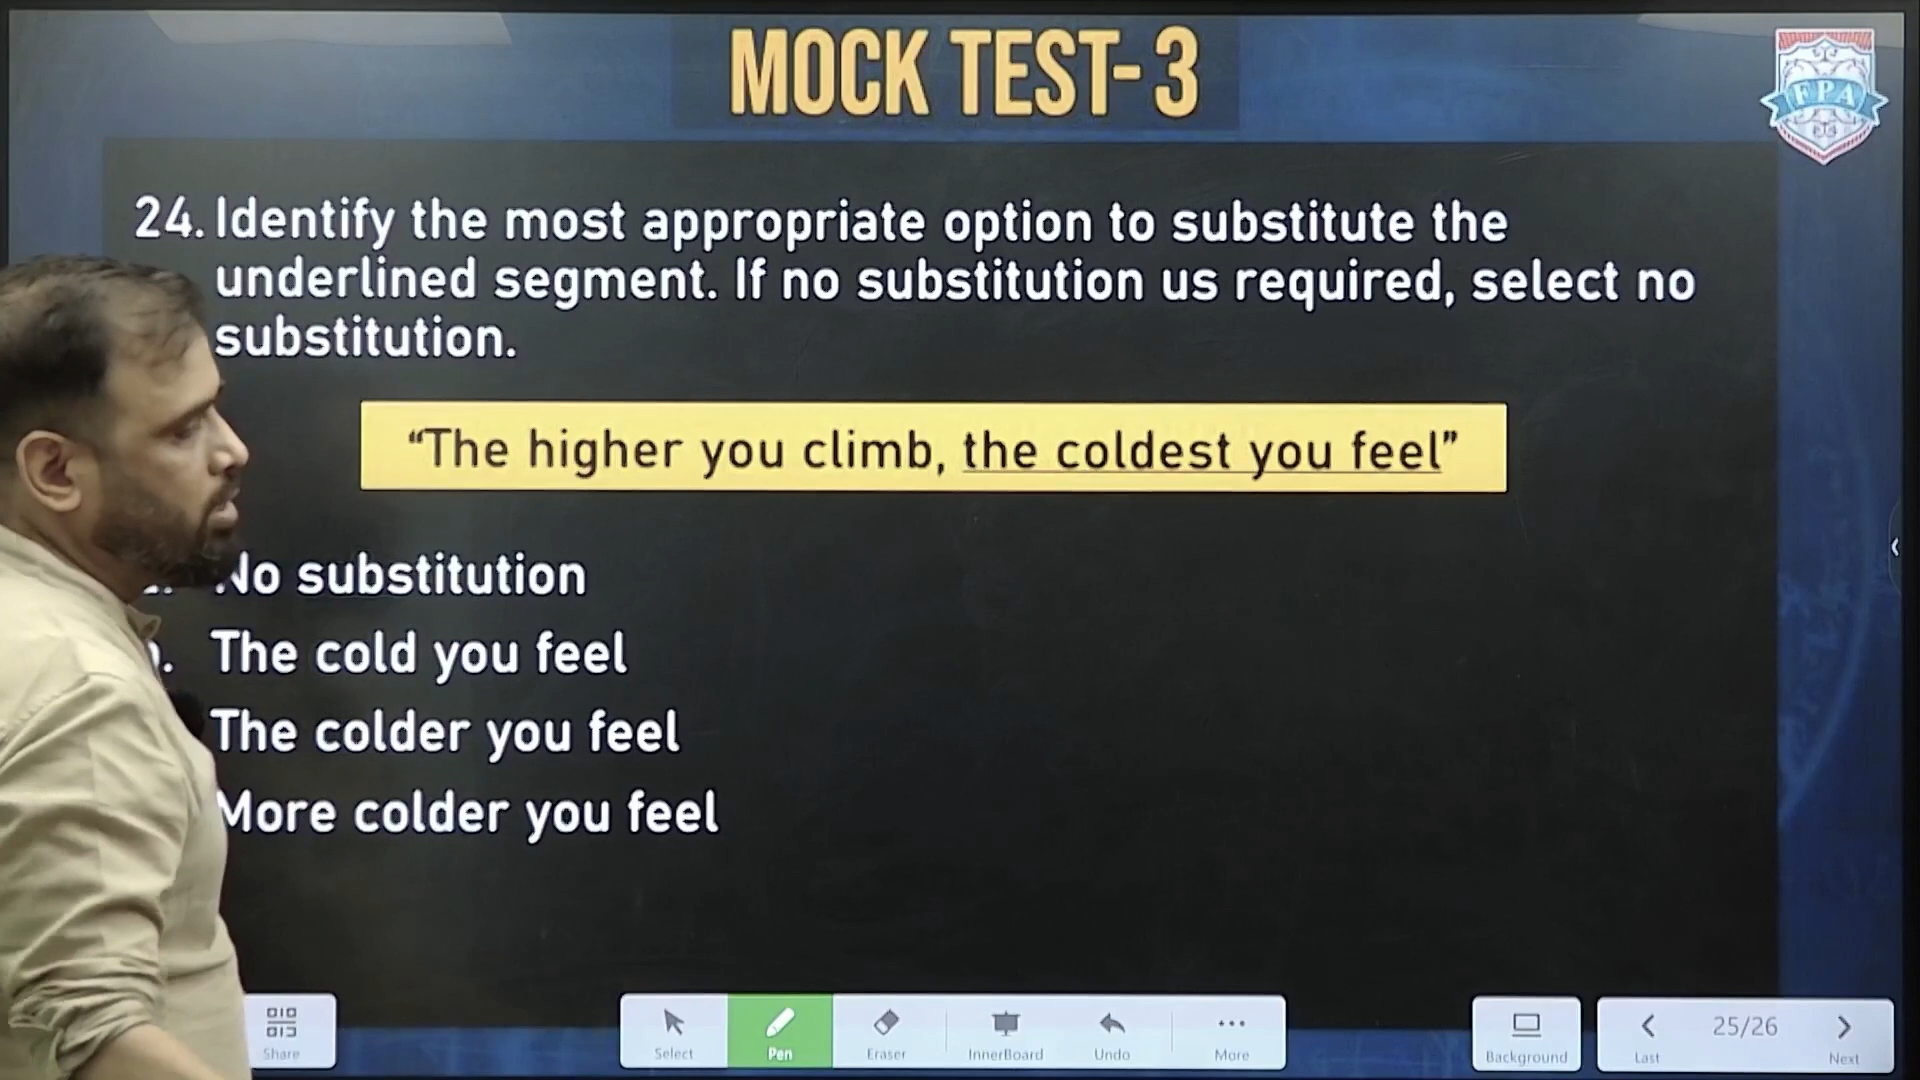 MOCK TEST-3
FPA
24. Identify the most appropriate option to substitute the
underlined segment. If no substitution us required, select no
substitution.
“The higher you climb, the coldest you feel”
No substitution
The cold you feel
The colder you feel
More colder you feel
Share
Select
Pen
Eraser
InnerBoard
Undo
More
Background
Last
25/26
Next